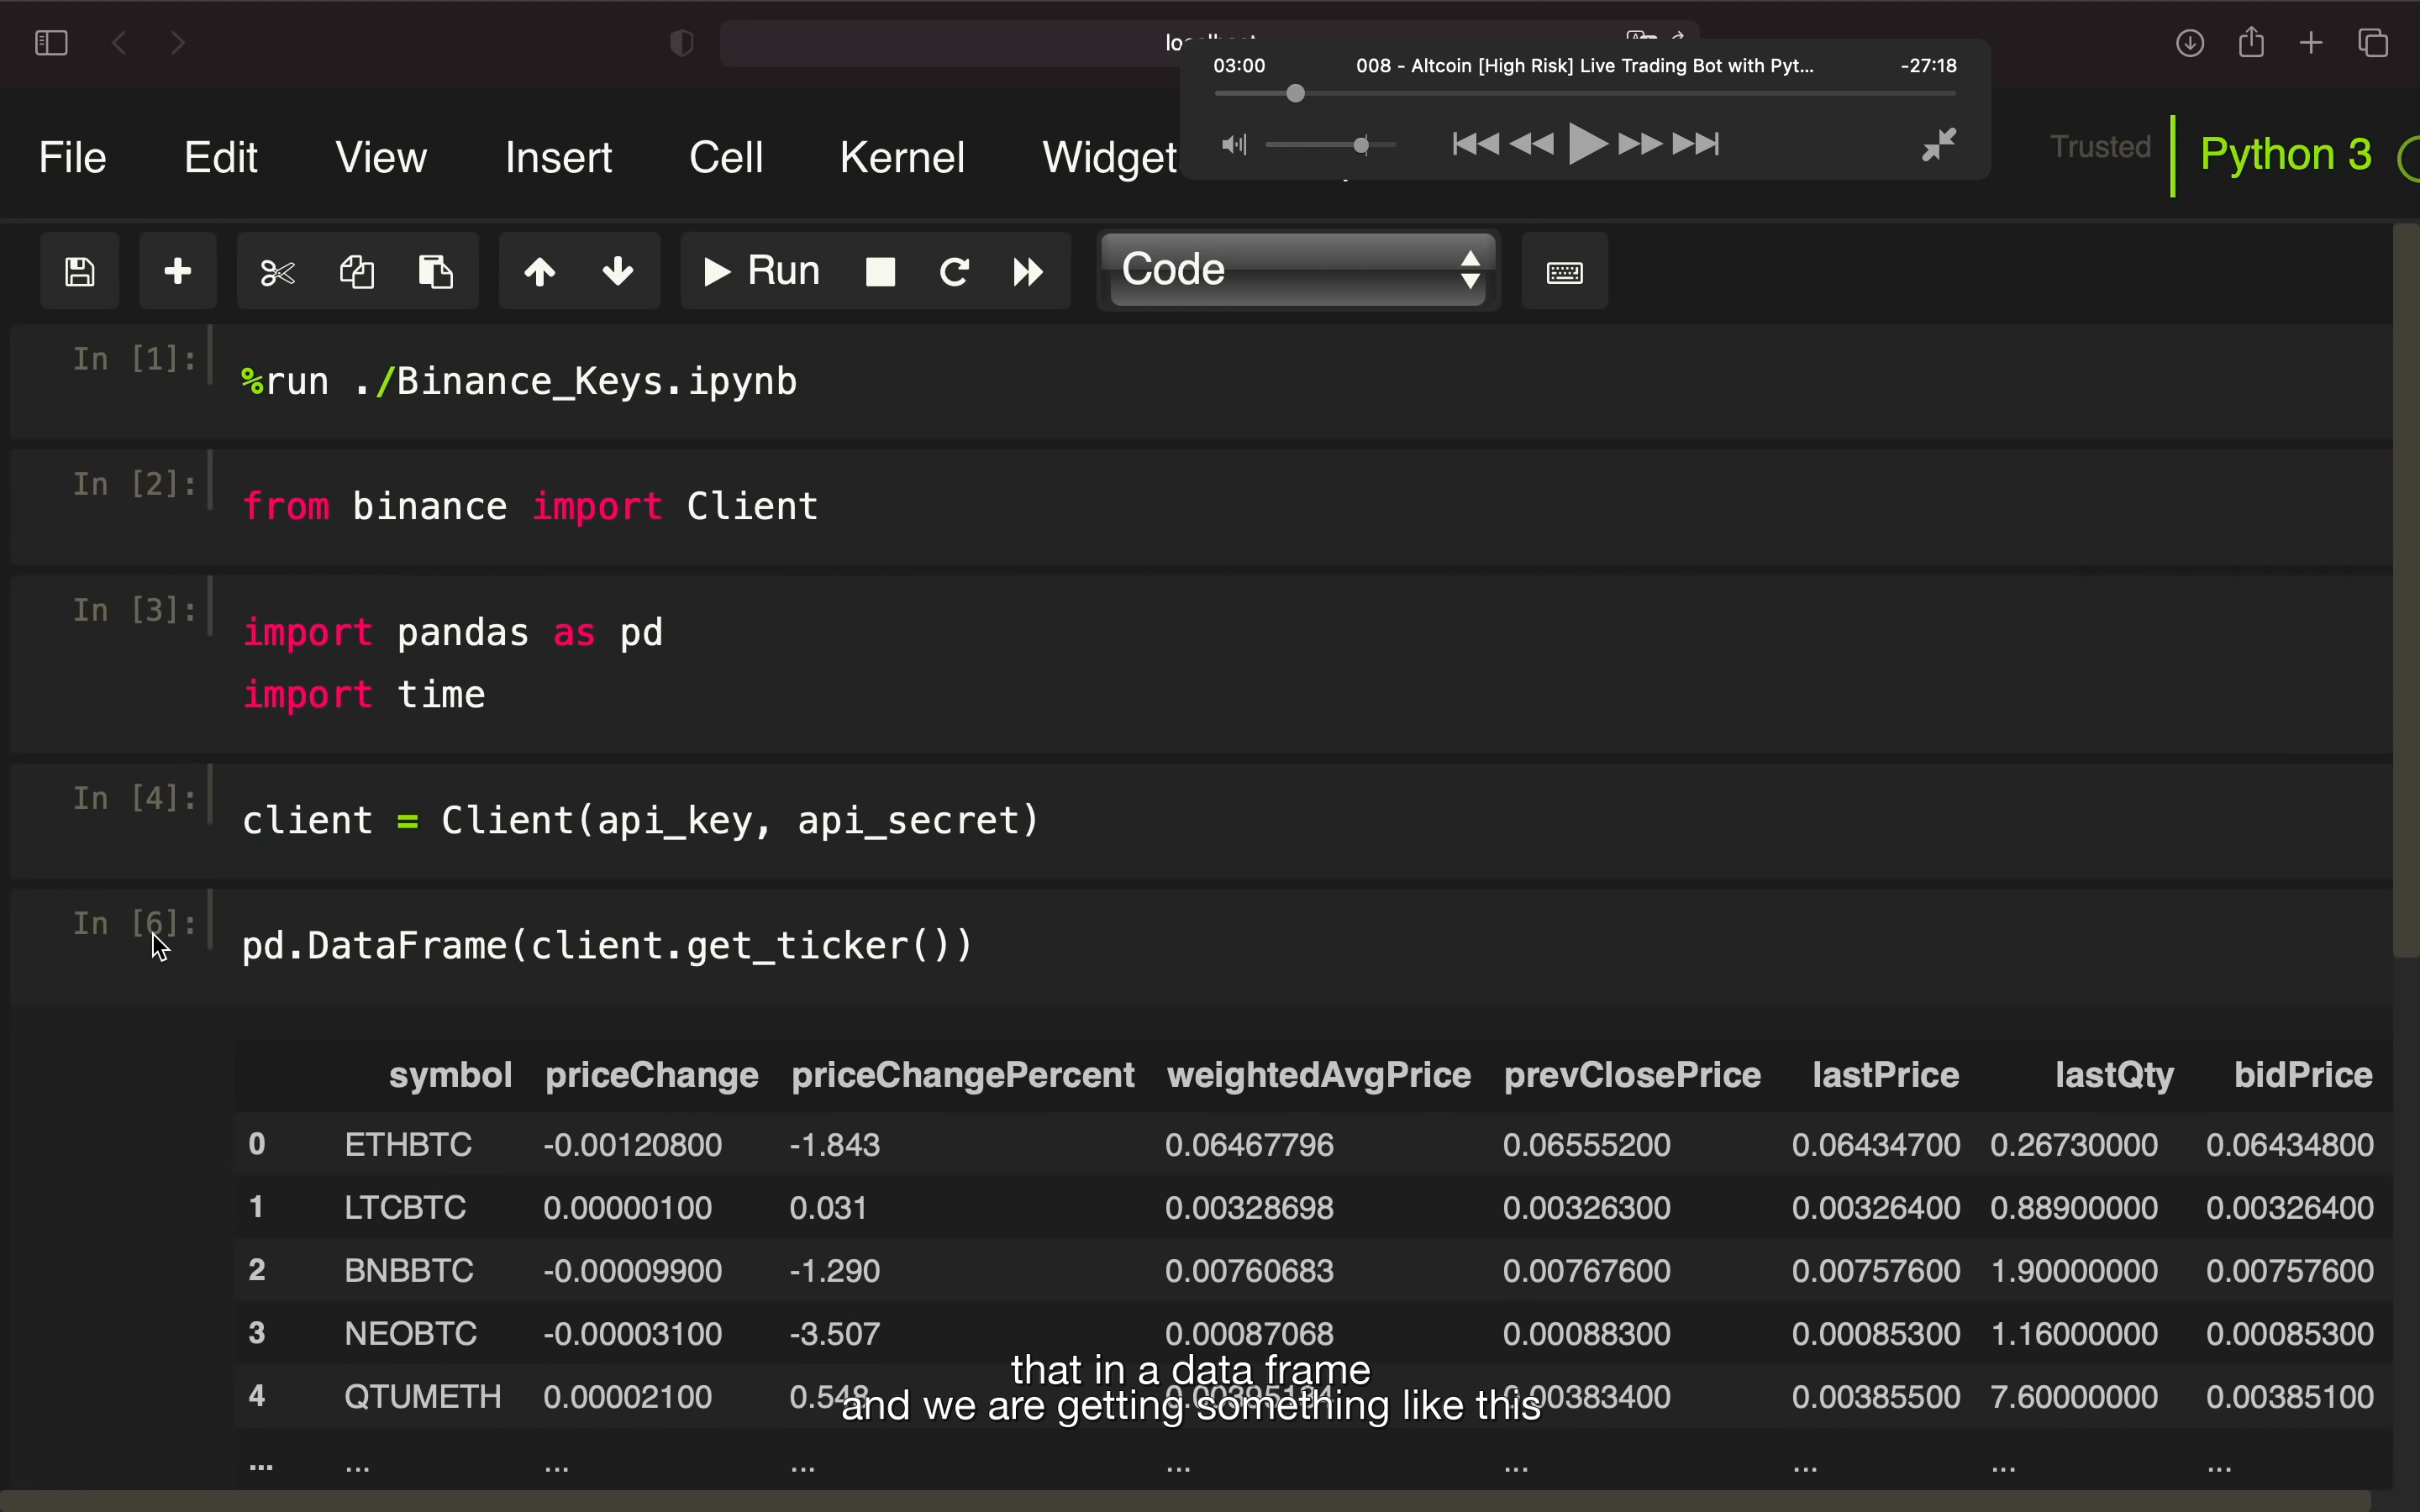 03:00 008 - Altcoin [High Risk] Live Trading Bot with Pyt... -27:18
File Edit View Insert Cell Kernel Widget Trusted Python 3
Run Code
In [1]: %run ./Binance_Keys.ipynb
In [2]: from binance import Client
In [3]: import pandas as pd
import time
In [4]: client = Client(api_key, api_secret)
In [6]: pd.DataFrame(client.get_ticker())
symbol priceChange priceChangePercent weightedAvgPrice prevClosePrice lastPrice lastQty bidPrice
0 ETHBTC -0.00120800 -1.843 0.06467796 0.06555200 0.06434700 0.26730000 0.06434800
1 LTCBTC 0.00000100 0.031 0.00328698 0.00326300 0.00326400 0.88900000 0.00326400
2 BNBBTC -0.00009900 -1.290 0.00760683 0.00767600 0.00757600 1.90000000 0.00757600
3 NEOBTC -0.00003100 -3.507 0.00087068 0.00088300 0.00085300 1.16000000 0.00085300
4 QTUMETH 0.00002100 0.548 0.00383400 0.00385500 7.60000000 0.00385100
... ... ... ... ... ... ... ... ...
that in a data frame
and we are getting something like this